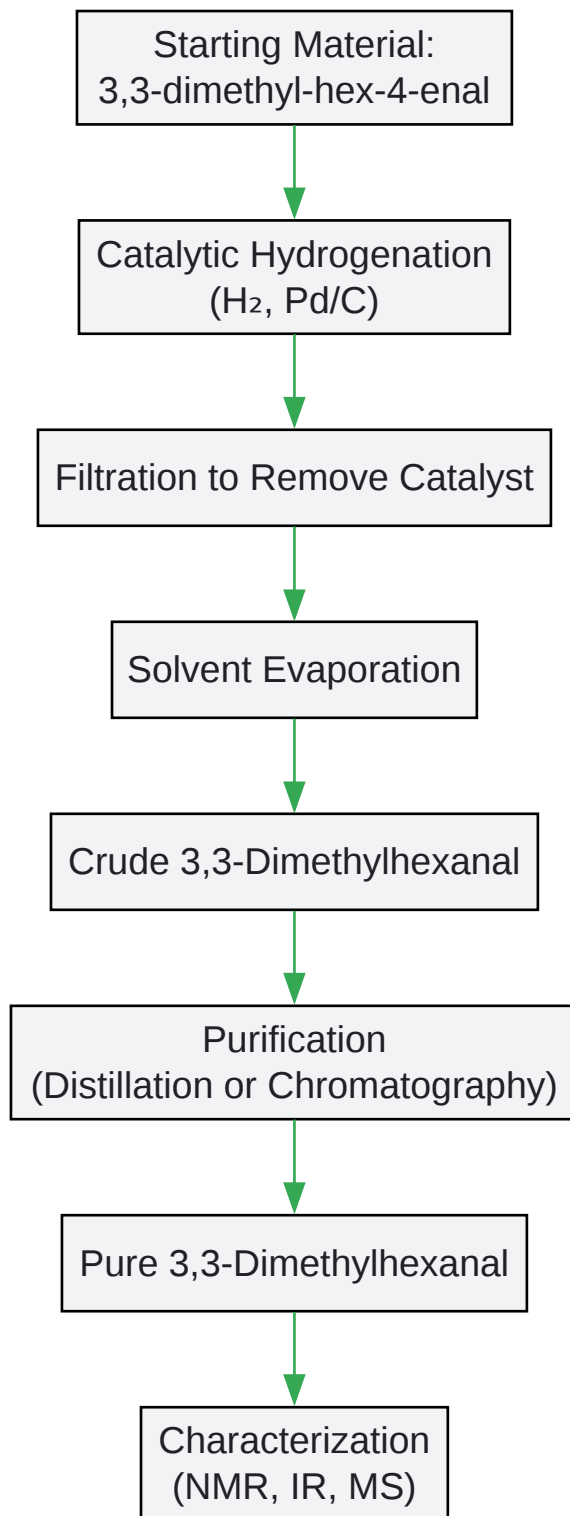 Starting Material:
3,3-dimethyl-hex-4-enal
Catalytic Hydrogenation
(H₂, Pd/C)
Filtration to Remove Catalyst
Solvent Evaporation
Crude 3,3-Dimethylhexanal
Purification
(Distillation or Chromatography)
Pure 3,3-Dimethylhexanal
Characterization
(NMR, IR, MS)